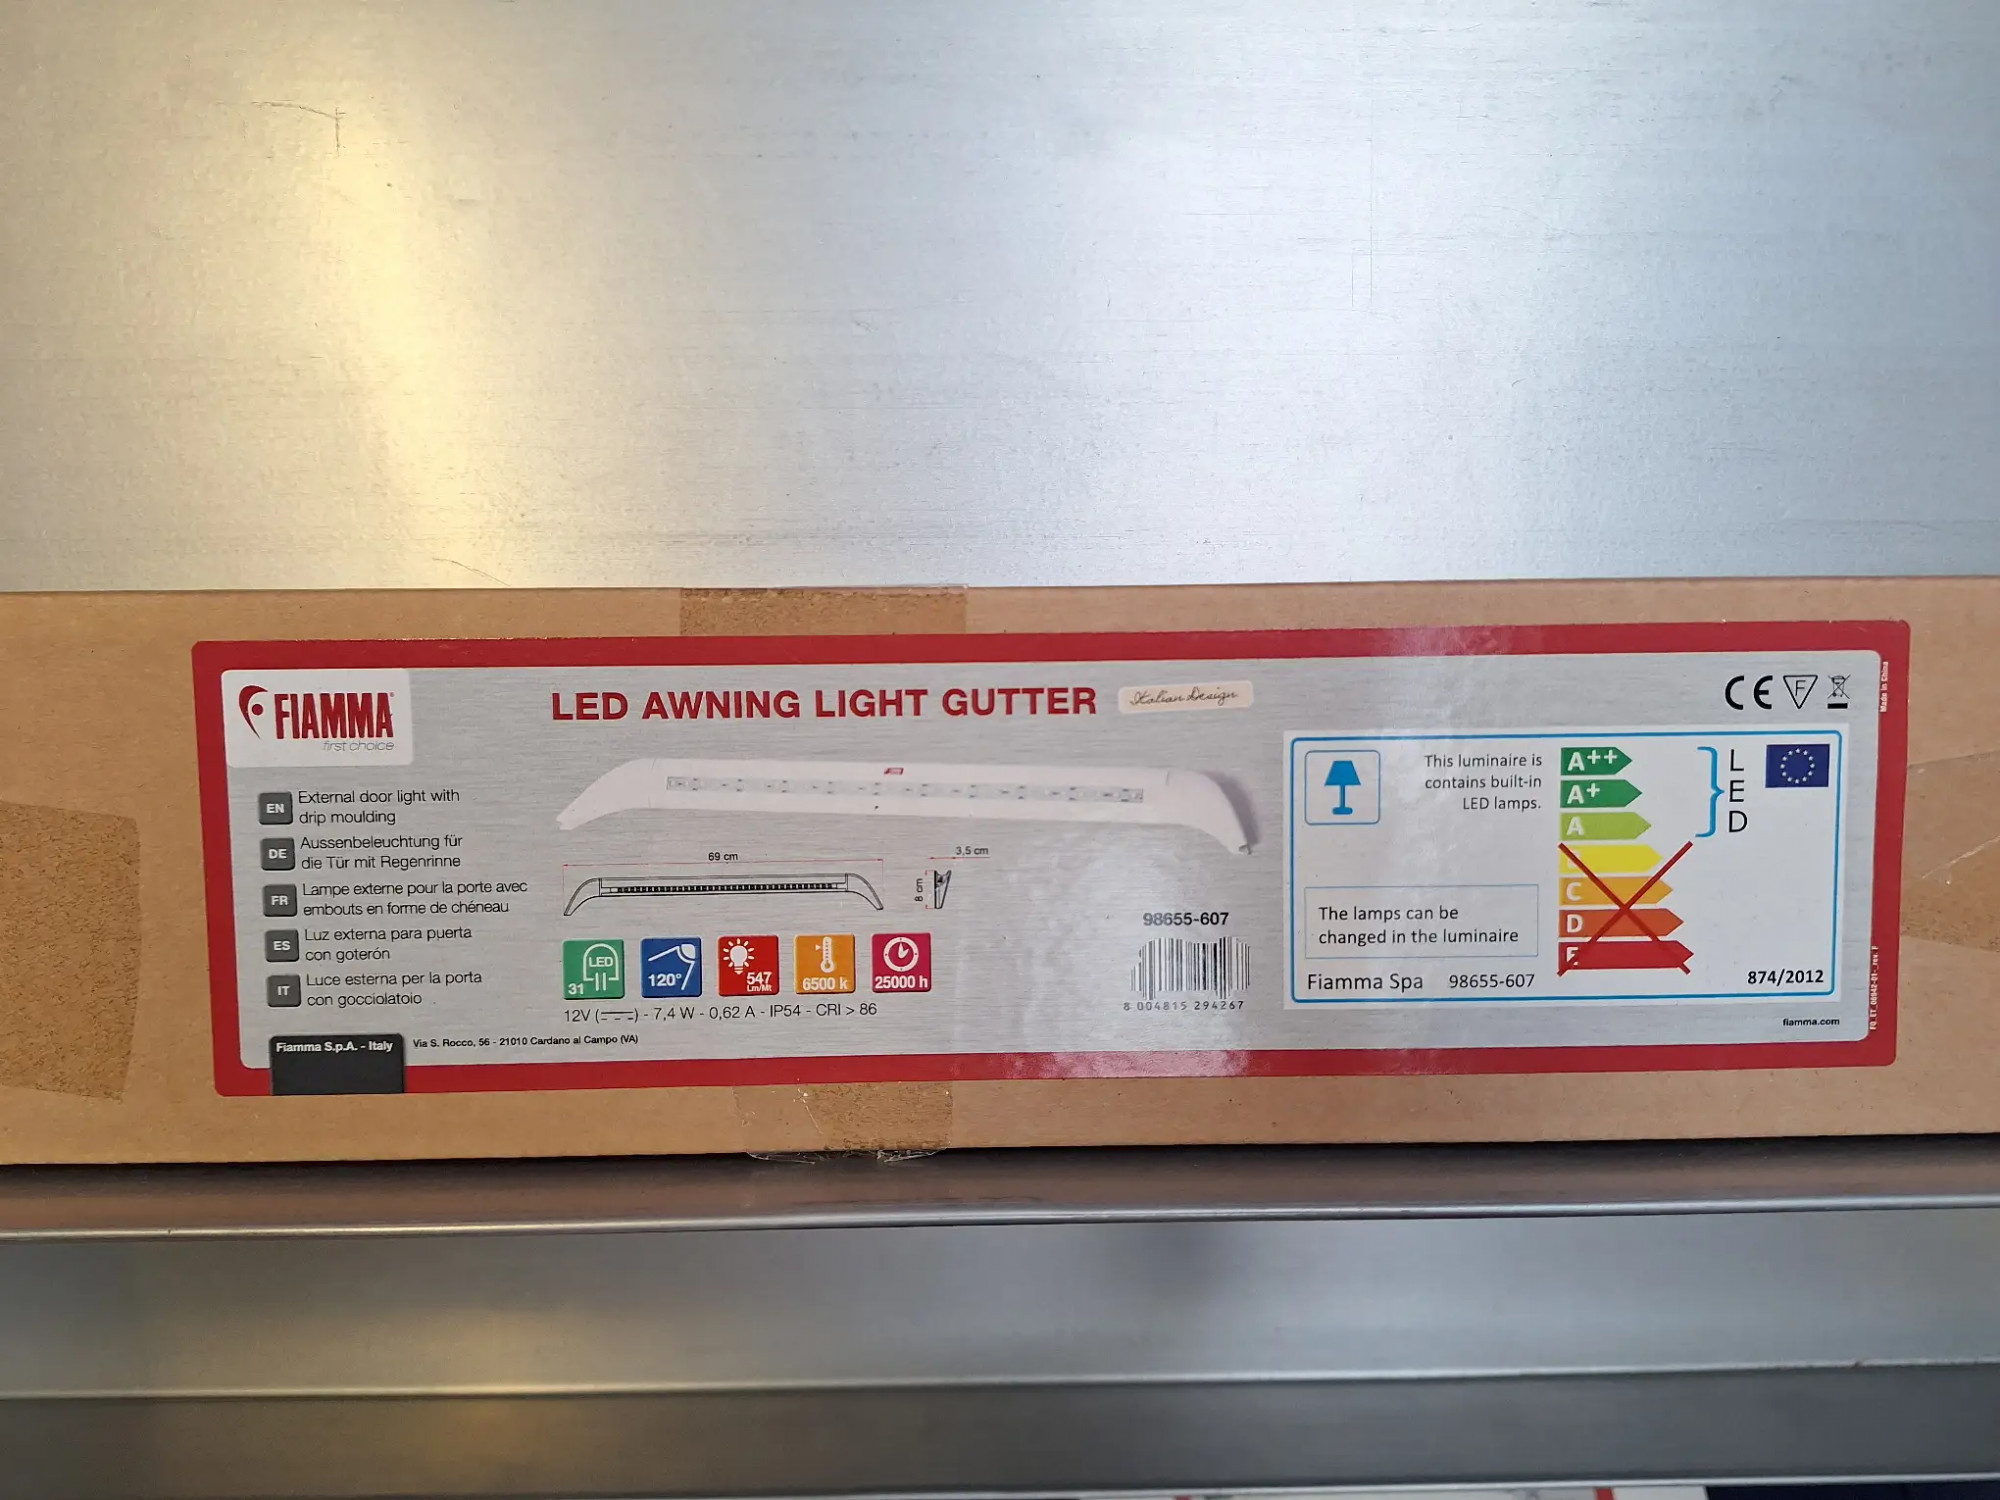 FIAMMA
first choice
LED AWNING LIGHT GUTTER
Italian Design
CE F
Made in China
EN
External door light with
drip moulding
DE
Aussenbeleuchtung für
die Tür mit Regenrinne
FR
Lampe externe pour la porte avec
embouts en forme de chéneau
ES
Luz externa para puerta
con goterón
IT
Luce esterna per la porta
con gocciolatoio
69 cm
3,5 cm
8 cm
LED
31
120°
547
Lm/Mt
6500 k
25000 h
12V - 7,4 W - 0,62 A - IP54 - CRI > 86
98655-607
8 004815 294267
This luminaire is
contains built-in
LED lamps.
A++
A+
A
C
D
E
L
E
D
The lamps can be
changed in the luminaire
Fiamma Spa 98655-607
874/2012
fiamma.com
Fiamma S.p.A. - Italy
Via S. Rocco, 56 - 21010 Cardano al Campo (VA)